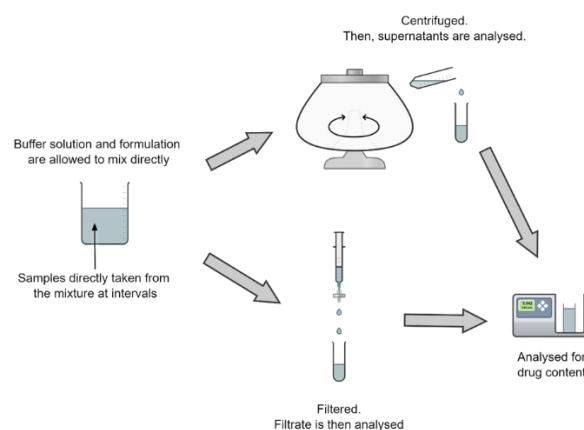 Centrifuged.
Then, supernatants are analysed.
Buffer solution and formulation
are allowed to mix directly
Samples directly taken from
the mixture at intervals
Analysed for
drug content
Filtered.
Filtrate is then analysed